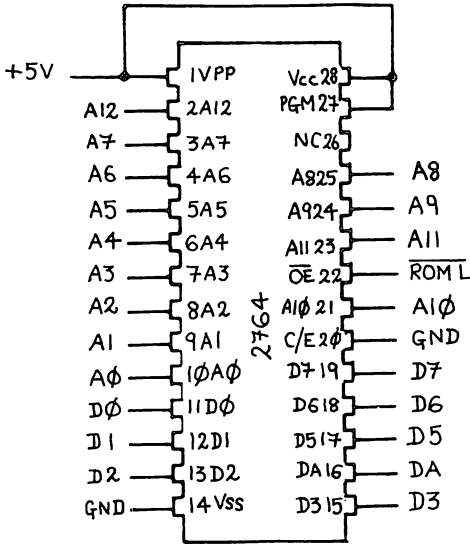 +5V 1VPP Vcc28
A12 2A12 PGM27
A7 3A7 NC26
A6 4A6 A825 A8
A5 5A5 A924 A9
A4 6A4 A1123 A11
A3 7A3 OE22 ROML
A2 8A2 A1Ø21 A1Ø
A1 9A1 C/E2Ø GND
AØ 1ØAØ D719 D7
DØ 11DØ D618 D6
D1 12D1 D517 D5
D2 13D2 DA16 DA
GND 14VSS D315 D3
2764